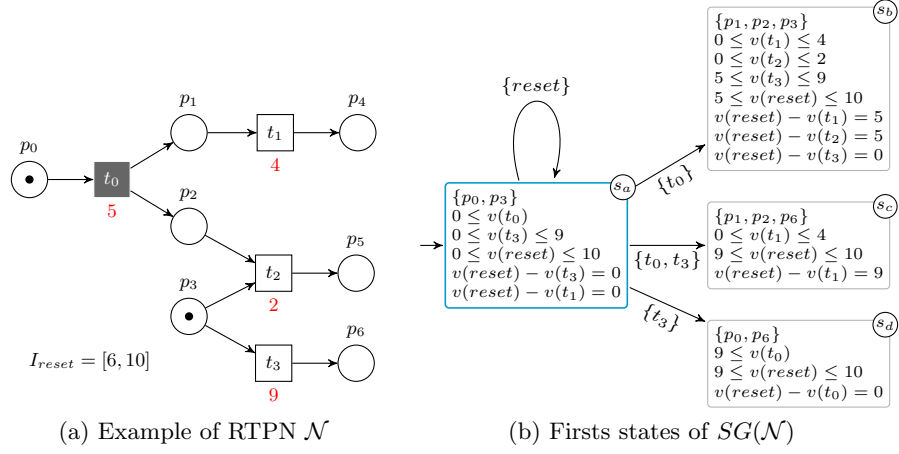 p₀
t₀
5
p₁
t₁
4
p₄
p₂
p₃
t₂
2
p₅
t₃
9
p₆
I_reset = [6, 10]
(a) Example of RTPN 𝒩
{reset}
s_a
{p₀, p₃}
0 ≤ v(t₀)
0 ≤ v(t₃) ≤ 9
0 ≤ v(reset) ≤ 10
v(reset) − v(t₃) = 0
v(reset) − v(t₁) = 0
{t₀}
{t₀, t₃}
{t₃}
s_b
{p₁, p₂, p₃}
0 ≤ v(t₁) ≤ 4
0 ≤ v(t₂) ≤ 2
5 ≤ v(t₃) ≤ 9
5 ≤ v(reset) ≤ 10
v(reset) − v(t₁) = 5
v(reset) − v(t₂) = 5
v(reset) − v(t₃) = 0
s_c
{p₁, p₂, p₆}
0 ≤ v(t₁) ≤ 4
9 ≤ v(reset) ≤ 10
v(reset) − v(t₁) = 9
s_d
{p₀, p₆}
9 ≤ v(t₀)
9 ≤ v(reset) ≤ 10
v(reset) − v(t₀) = 0
(b) Firsts states of SG(𝒩)